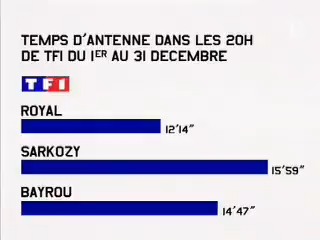 TEMPS D'ANTENNE DANS LES 20H
DE TF1 DU 1ER AU 31 DECEMBRE
TF1
ROYAL
12'14"
SARKOZY
15'59"
BAYROU
14'47"